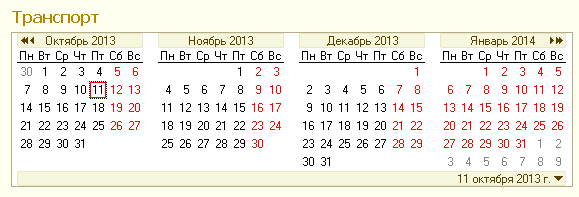 Транспорт
Октябрь 2013 Ноябрь 2013 Декабрь 2013 Январь 2014
Пн Вт Ср Чт Пт Сб Вс Пн Вт Ср Чт Пт Сб Вс Пн Вт Ср Чт Пт Сб Вс Пн Вт Ср Чт Пт Сб Вс
30 1 2 3 4 5 6 1 2 3 1 1 2 3 4 5
7 8 9 10 11 12 13 4 5 6 7 8 9 10 2 3 4 5 6 7 8 6 7 8 9 10 11 12
14 15 16 17 18 19 20 11 12 13 14 15 16 17 9 10 11 12 13 14 15 13 14 15 16 17 18 19
21 22 23 24 25 26 27 18 19 20 21 22 23 24 16 17 18 19 20 21 22 20 21 22 23 24 25 26
28 29 30 31 25 26 27 28 29 30 23 24 25 26 27 28 29 27 28 29 30 31 1 2
30 31 3 4 5 6 7 8 9
11 октября 2013 г.